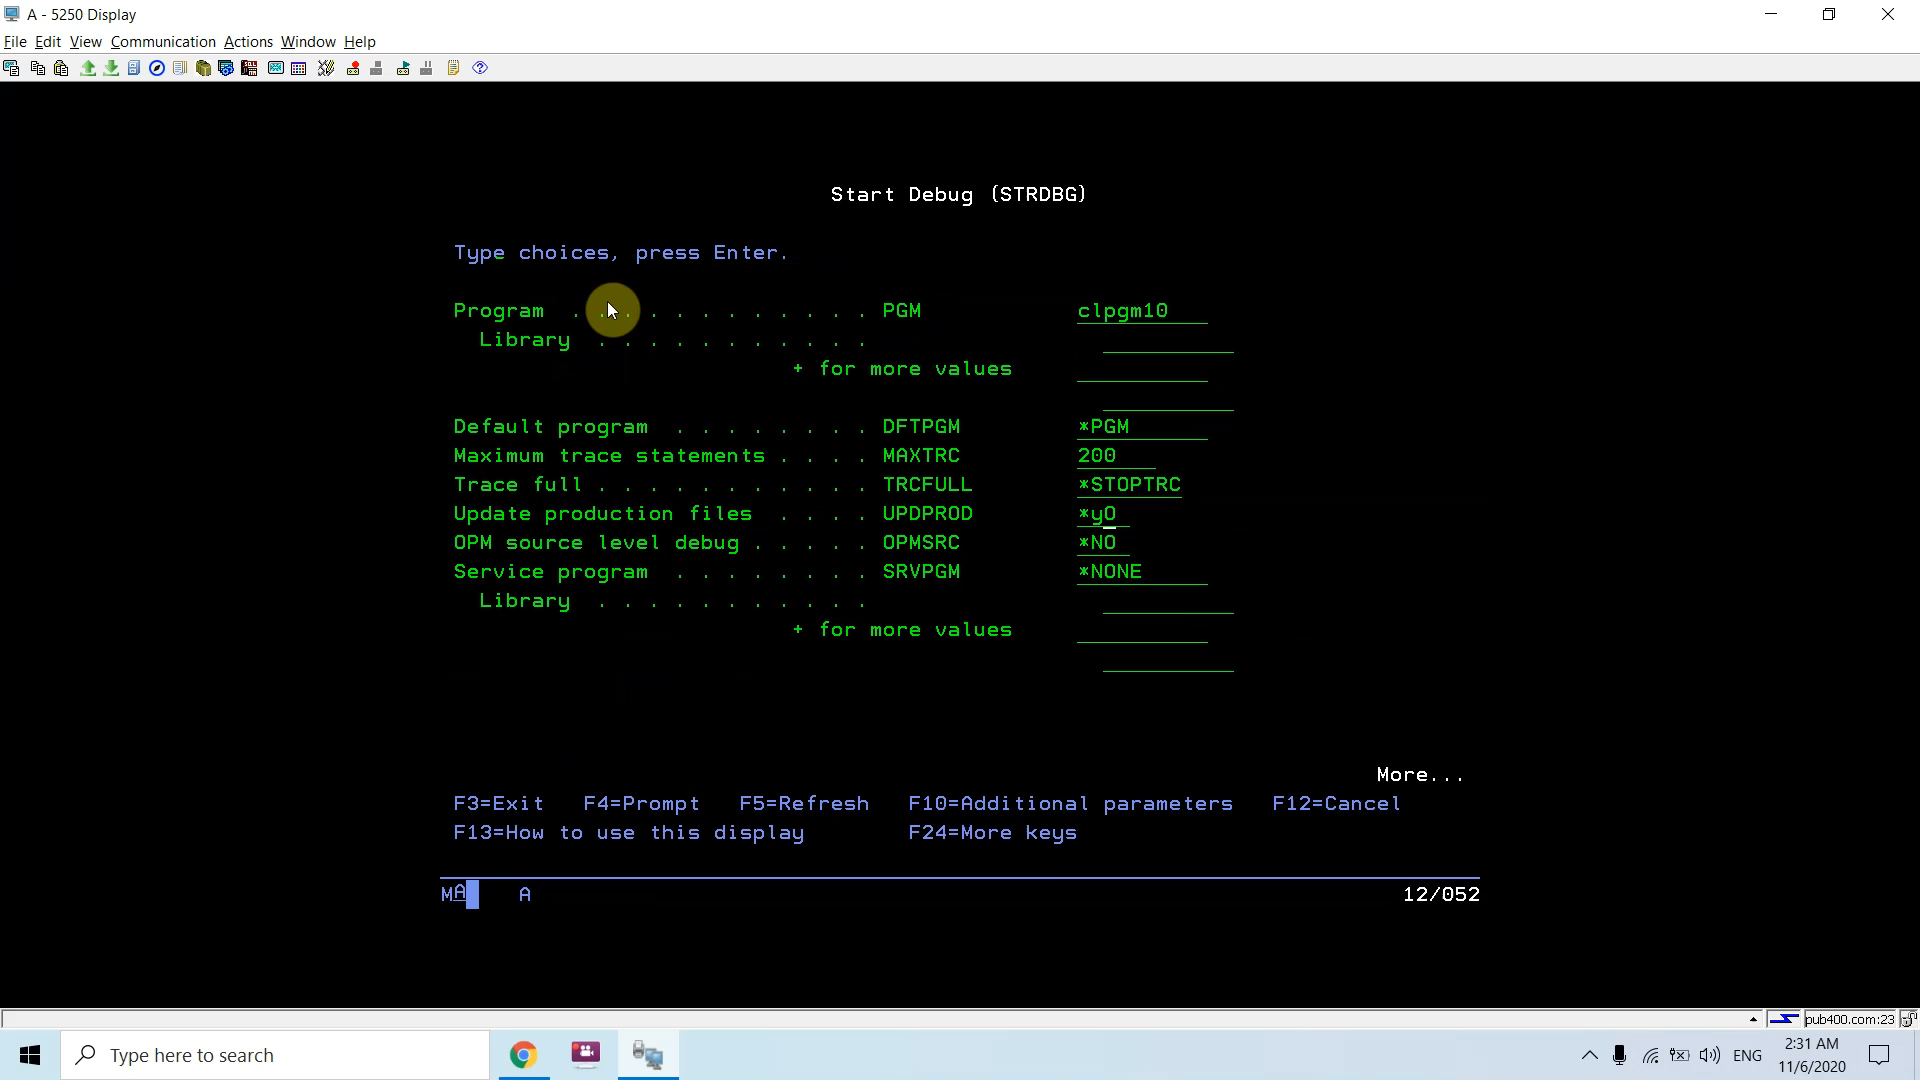 A - 5250 Display
File Edit View Communication Actions Window Help
Start Debug (STRDBG)
Type choices, press Enter.
Program . . . . . . . . . . . . PGM clpgm10
Library . . . . . . . . . . .
+ for more values
Default program . . . . . . . . DFTPGM *PGM
Maximum trace statements . . . . MAXTRC 200
Trace full . . . . . . . . . . . TRCFULL *STOPTRC
Update production files . . . . UPDPROD *yO
OPM source level debug . . . . . OPMSRC *NO
Service program . . . . . . . . SRVPGM *NONE
Library . . . . . . . . . . .
+ for more values
More...
F3=Exit F4=Prompt F5=Refresh F10=Additional parameters F12=Cancel
F13=How to use this display F24=More keys
MA A 12/052
pub400.com:23
Type here to search
ENG
2:31 AM
11/6/2020